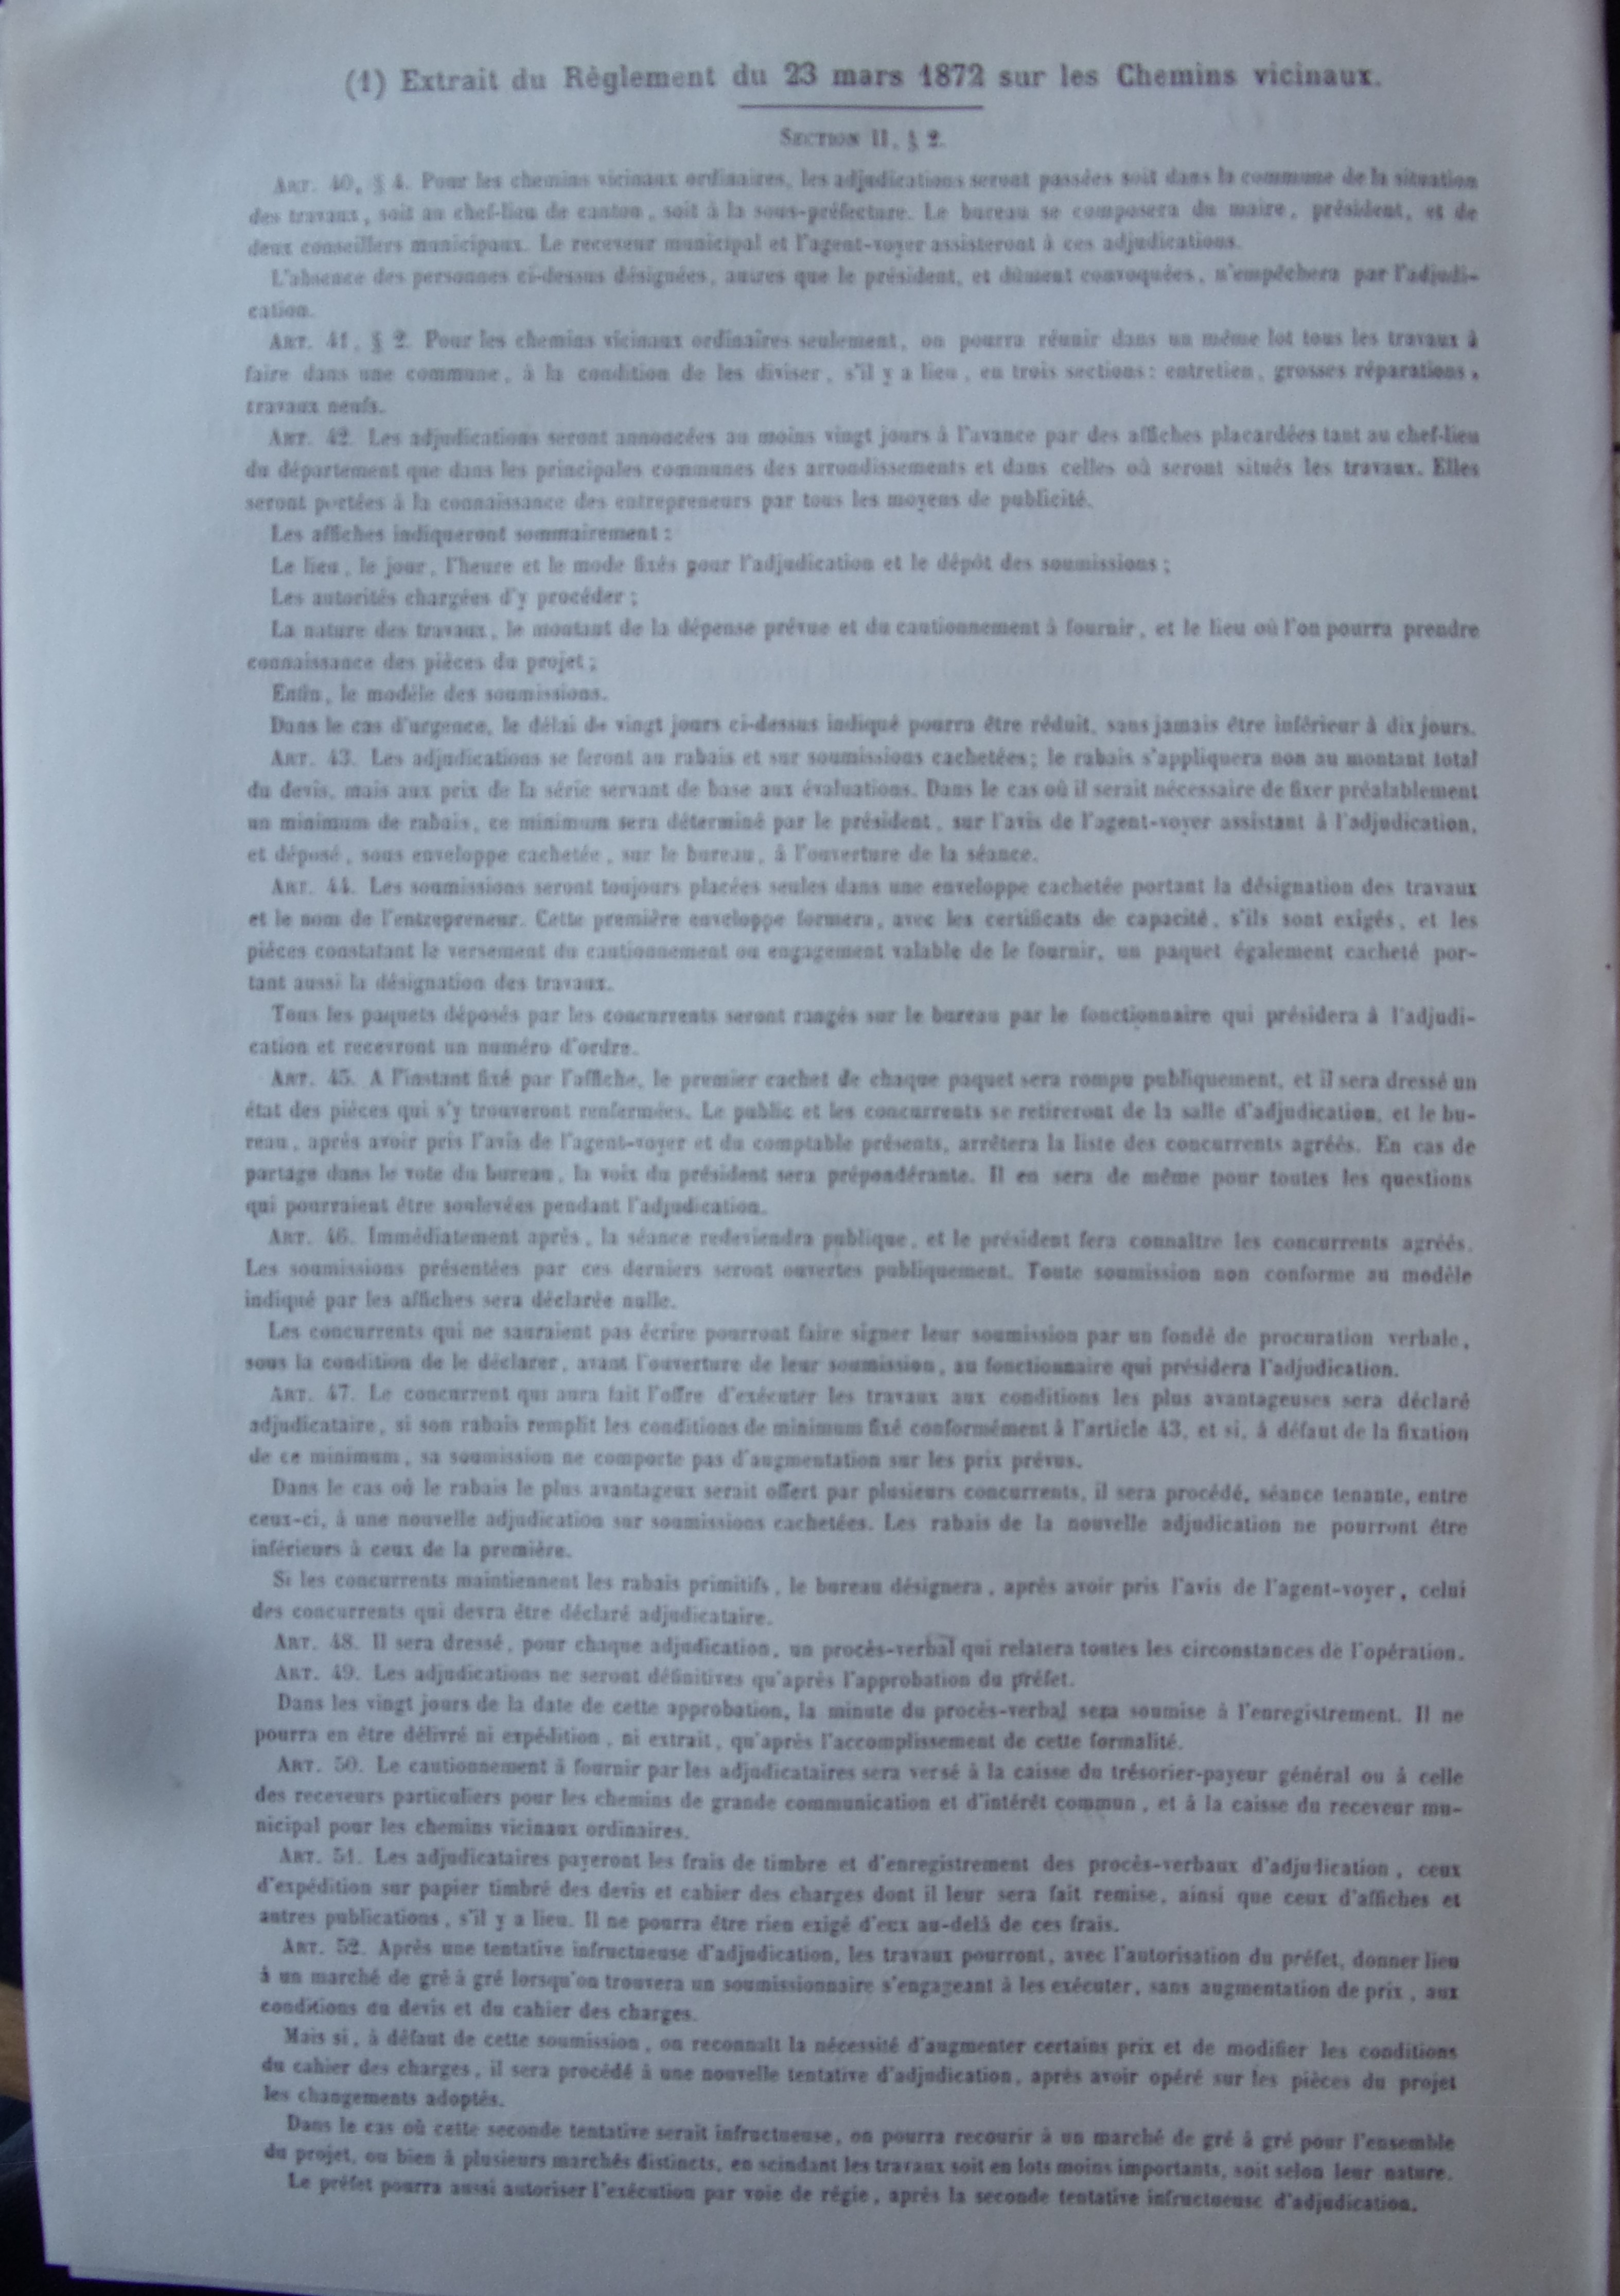 (1) Extrait du Règlement du 23 mars 1872 sur les Chemins vicinaux.
SECTION II, § 2.
ART. 40, § 4. Pour les chemins vicinaux ordinaires, les adjudications seront passées soit dans la commune de la situation
des travaux, soit au chef-lieu de canton, soit à la sous-préfecture. Le bureau se composera du maire, président, et de
deux conseillers municipaux. Le receveur municipal et l'agent-voyer assisteront à ces adjudications.
L'absence des personnes ci-dessus désignées, autres que le président, et dûment convoquées, n'empêchera par l'adjudi-
cation.
ART. 41, § 2. Pour les chemins vicinaux ordinaires seulement, on pourra réunir dans un même lot tous les travaux à
faire dans une commune, à la condition de les diviser, s'il y a lieu, en trois sections: entretien, grosses réparations,
travaux neufs.
ART. 42. Les adjudications seront annoncées au moins vingt jours à l'avance par des affiches placardées tant au chef-lieu
du département que dans les principales communes des arrondissements et dans celles où seront situés les travaux. Elles
seront portées à la connaissance des entrepreneurs par tous les moyens de publicité.
Les affiches indiqueront sommairement :
Le lieu, le jour, l'heure et le mode fixés pour l'adjudication et le dépôt des soumissions ;
Les autorités chargées d'y procéder ;
La nature des travaux, le montant de la dépense prévue et du cautionnement à fournir, et le lieu où l'on pourra prendre
connaissance des pièces du projet ;
Enfin, le modèle des soumissions.
Dans le cas d'urgence, le délai de vingt jours ci-dessus indiqué pourra être réduit, sans jamais être inférieur à dix jours.
ART. 43. Les adjudications se feront au rabais et sur soumissions cachetées; le rabais s'appliquera non au montant total
du devis, mais aux prix de la série servant de base aux évaluations. Dans le cas où il serait nécessaire de fixer préalablement
un minimum de rabais, ce minimum sera déterminé par le président, sur l'avis de l'agent-voyer assistant à l'adjudication,
et déposé, sous enveloppe cachetée, sur le bureau, à l'ouverture de la séance.
ART. 44. Les soumissions seront toujours placées seules dans une enveloppe cachetée portant la désignation des travaux
et le nom de l'entrepreneur. Cette première enveloppe formera, avec les certificats de capacité, s'ils sont exigés, et les
pièces constatant le versement du cautionnement ou engagement valable de le fournir, un paquet également cacheté por-
tant aussi la désignation des travaux.
Tous les paquets déposés par les concurrents seront rangés sur le bureau par le fonctionnaire qui présidera à l'adjudi-
cation et recevront un numéro d'ordre.
ART. 45. A l'instant fixé par l'affiche, le premier cachet de chaque paquet sera rompu publiquement, et il sera dressé un
état des pièces qui s'y trouveront renfermées. Le public et les concurrents se retireront de la salle d'adjudication, et le bu-
reau, après avoir pris l'avis de l'agent-voyer et du comptable présents, arrêtera la liste des concurrents agréés. En cas de
partage dans le vote du bureau, la voix du président sera prépondérante. Il en sera de même pour toutes les questions
qui pourraient être soulevées pendant l'adjudication.
ART. 46. Immédiatement après, la séance redeviendra publique, et le président fera connaître les concurrents agréés.
Les soumissions présentées par ces derniers seront ouvertes publiquement. Toute soumission non conforme au modèle
indiqué par les affiches sera déclarée nulle.
Les concurrents qui ne sauraient pas écrire pourront faire signer leur soumission par un fondé de procuration verbale,
sous la condition de le déclarer, avant l'ouverture de leur soumission, au fonctionnaire qui présidera l'adjudication.
ART. 47. Le concurrent qui aura fait l'offre d'exécuter les travaux aux conditions les plus avantageuses sera déclaré
adjudicataire, si son rabais remplit les conditions de minimum fixé conformément à l'article 43, et si, à défaut de la fixation
de ce minimum, sa soumission ne comporte pas d'augmentation sur les prix prévus.
Dans le cas où le rabais le plus avantageux serait offert par plusieurs concurrents, il sera procédé, séance tenante, entre
ceux-ci, à une nouvelle adjudication sur soumissions cachetées. Les rabais de la nouvelle adjudication ne pourront être
inférieurs à ceux de la première.
Si les concurrents maintiennent les rabais primitifs, le bureau désignera, après avoir pris l'avis de l'agent-voyer, celui
des concurrents qui devra être déclaré adjudicataire.
ART. 48. Il sera dressé, pour chaque adjudication, un procès-verbal qui relatera toutes les circonstances de l'opération.
ART. 49. Les adjudications ne seront définitives qu'après l'approbation du préfet.
Dans les vingt jours de la date de cette approbation, la minute du procès-verbal sera soumise à l'enregistrement. Il ne
pourra en être délivré ni expédition, ni extrait, qu'après l'accomplissement de cette formalité.
ART. 50. Le cautionnement à fournir par les adjudicataires sera versé à la caisse du trésorier-payeur général ou à celle
des receveurs particuliers pour les chemins de grande communication et d'intérêt commun, et à la caisse du receveur mu-
nicipal pour les chemins vicinaux ordinaires.
ART. 51. Les adjudicataires payeront les frais de timbre et d'enregistrement des procès-verbaux d'adjudication, ceux
d'expédition sur papier timbré des devis et cahier des charges dont il leur sera fait remise, ainsi que ceux d'affiches et
autres publications, s'il y a lieu. Il ne pourra être rien exigé d'eux au-delà de ces frais.
ART. 52. Après une tentative infructueuse d'adjudication, les travaux pourront, avec l'autorisation du préfet, donner lieu
à un marché de gré à gré lorsqu'on trouvera un soumissionnaire s'engageant à les exécuter, sans augmentation de prix, aux
conditions du devis et du cahier des charges.
Mais si, à défaut de cette soumission, on reconnaît la nécessité d'augmenter certains prix et de modifier les conditions
du cahier des charges, il sera procédé à une nouvelle tentative d'adjudication, après avoir opéré sur les pièces du projet
les changements adoptés.
Dans le cas où cette seconde tentative serait infructueuse, on pourra recourir à un marché de gré à gré pour l'ensemble
du projet, ou bien à plusieurs marchés distincts, en scindant les travaux soit en lots moins importants, soit selon leur nature.
Le préfet pourra aussi autoriser l'exécution par voie de régie, après la seconde tentative infructueuse d'adjudication.